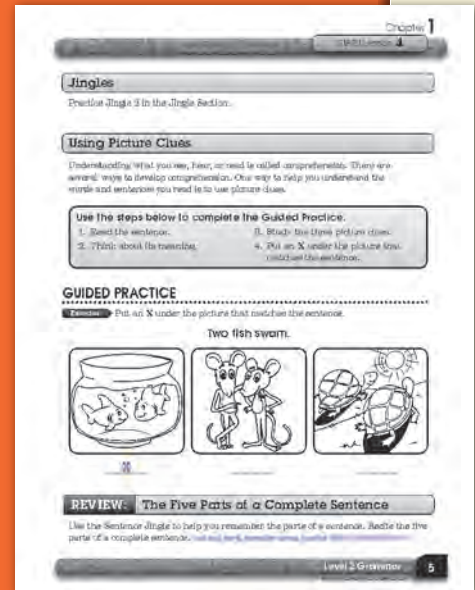 Chapter 1
Jingles
Practice Jingle 3 in the Jingle Section.
Using Picture Clues
Understanding what you see, hear, or read is called comprehension. There are
several ways to develop comprehension. One way to help you understand the
words and sentences you read is to use picture clues.
Use the steps below to complete the Guided Practice.
1. Read the sentence.
2. Think about its meaning.
3. Study the three picture clues.
4. Put an X under the picture that
matches the sentence.
GUIDED PRACTICE
Exercise Put an X under the picture that matches the sentence.
Two fish swam.
X
REVIEW: The Five Parts of a Complete Sentence
Use the Sentence Jingle to help you remember the parts of a sentence. Recite the five
parts of a complete sentence.
Level 2 Grammar 5